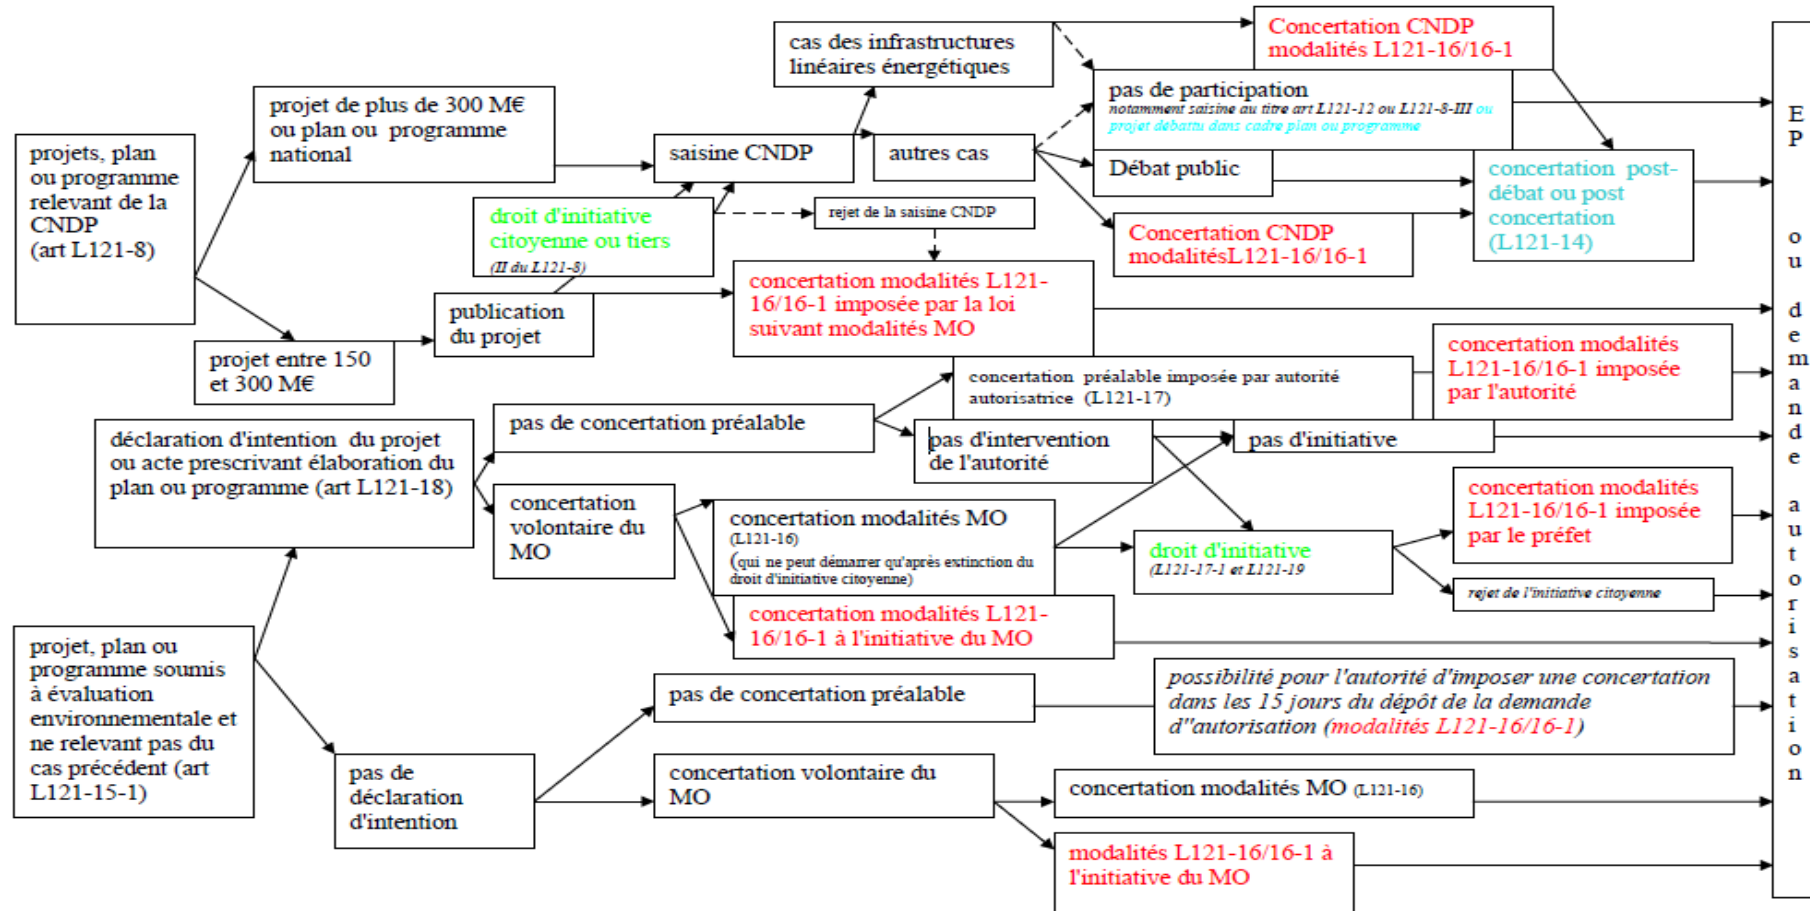 cas des infrastructures
linéaires énergétiques
Concertation CNDP
modalités L121-16/16-1
projet de plus de 300 M€
ou plan ou programme
national
pas de participation
notamment saisine au titre art L121-12 ou L121-8-III ou
projet débattu dans cadre plan ou programme
projets, plan
ou programme
relevant de la
CNDP
(art L121-8)
saisine CNDP
autres cas
Débat public
concertation post-
débat ou post
concertation
(L121-14)
droit d'initiative
citoyenne ou tiers
(II du L121-8)
rejet de la saisine CNDP
Concertation CNDP
modalitésL121-16/16-1
concertation modalités L121-
16/16-1 imposée par la loi
suivant modalités MO
publication
du projet
projet entre 150
et 300 M€
concertation modalités
L121-16/16-1 imposée
par l'autorité
concertation préalable imposée par autorité
autorisatrice (L121-17)
pas de concertation préalable
déclaration d'intention du projet
ou acte prescrivant élaboration du
plan ou programme (art L121-18)
pas d'intervention
de l'autorité
pas d'initiative
concertation
volontaire du
MO
concertation modalités MO
(L121-16)
(qui ne peut démarrer qu'après extinction du
droit d'initiative citoyenne)
concertation modalités
L121-16/16-1 imposée
par le préfet
droit d'initiative
(L121-17-1 et L121-19
rejet de l'initiative citoyenne
concertation modalités L121-
16/16-1 à l'initiative du MO
projet, plan ou
programme soumis
à évaluation
environnementale et
ne relevant pas du
cas précédent (art
L121-15-1)
pas de concertation préalable
possibilité pour l'autorité d'imposer une concertation
dans les 15 jours du dépôt de la demande
d"autorisation (modalités L121-16/16-1)
pas de
déclaration
d'intention
concertation volontaire du
MO
concertation modalités MO (L121-16)
modalités L121-16/16-1 à
l'initiative du MO
EP ou demande autorisation